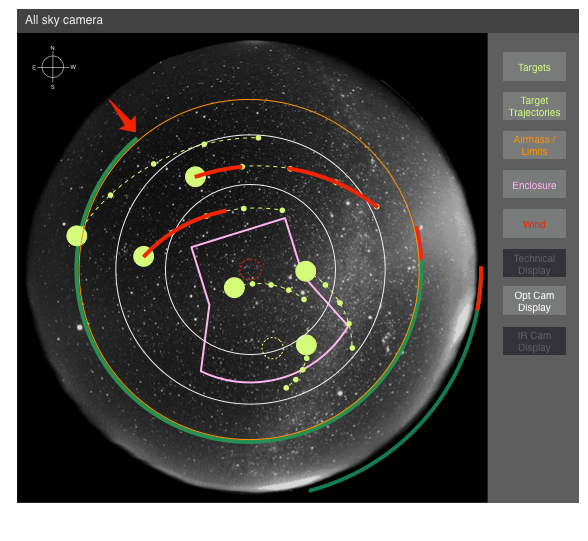 All sky camera
N
E
W
S
Targets
Target
Trajectories
Airmass /
Limits
Enclosure
Wind
Technical
Display
Opt Cam
Display
IR Cam
Display